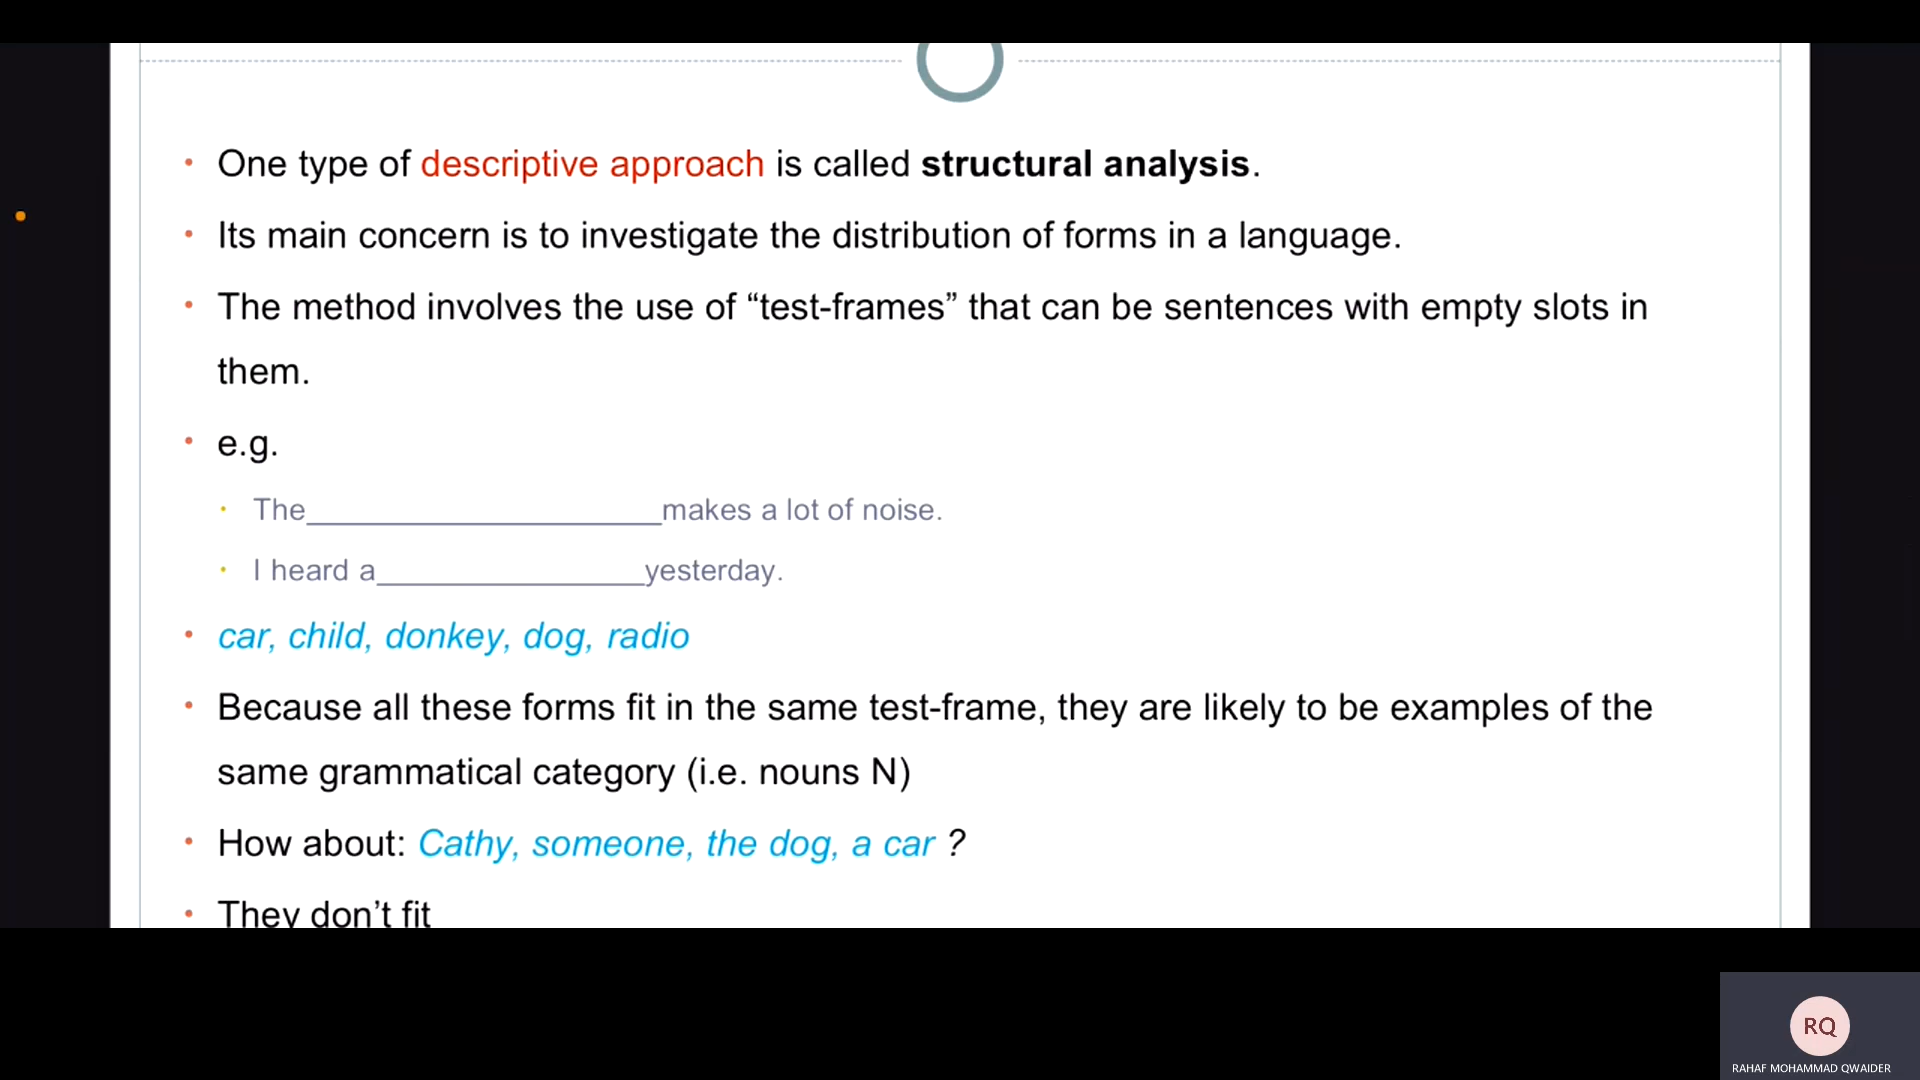 • One type of descriptive approach is called structural analysis.
• Its main concern is to investigate the distribution of forms in a language.
• The method involves the use of “test-frames” that can be sentences with empty slots in
them.
• e.g.
• The______________________makes a lot of noise.
• I heard a________________yesterday.
• car, child, donkey, dog, radio
• Because all these forms fit in the same test-frame, they are likely to be examples of the
same grammatical category (i.e. nouns N)
• How about: Cathy, someone, the dog, a car ?
• They don’t fit
RQ
RAHAF MOHAMMAD QWAIDER